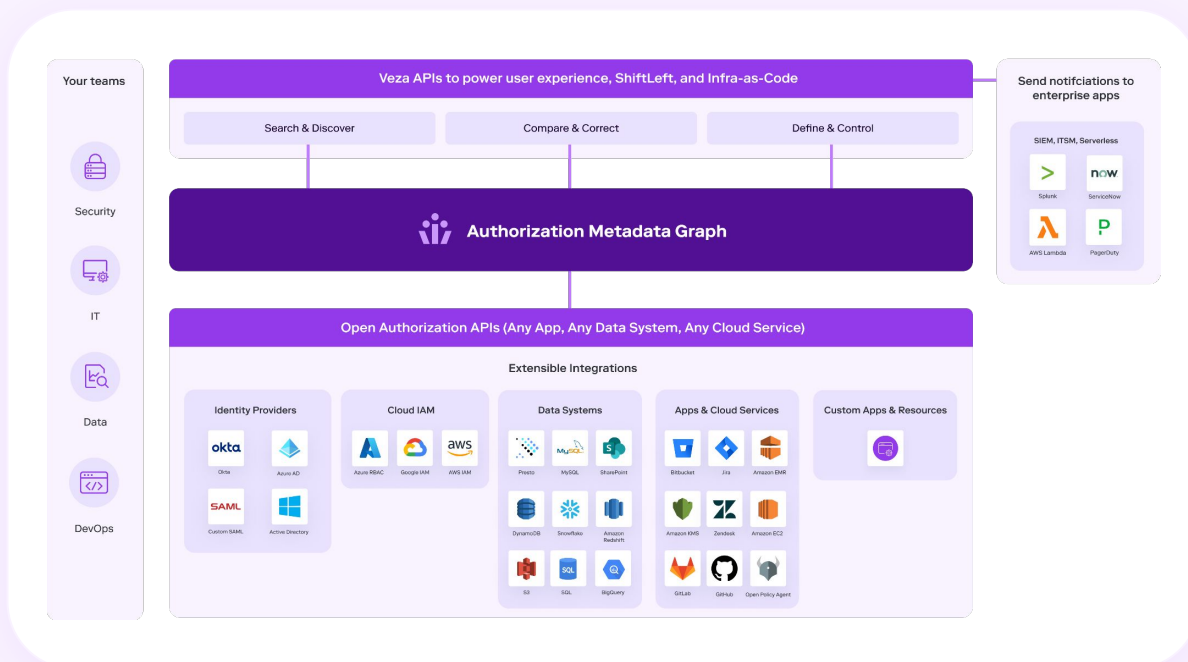 Your teams
Security
IT
Data
DevOps
Veza APIs to power user experience, ShiftLeft, and Infra-as-Code
Search & Discover
Compare & Correct
Define & Control
Authorization Metadata Graph
Open Authorization APIs (Any App, Any Data System, Any Cloud Service)
Extensible Integrations
Identity Providers
okta
Okta
Azure AD
SAML
Custom SAML
Active Directory
Cloud IAM
aws
Azure RBAC
Google IAM
AWS IAM
Data Systems
MySQL
S
Presto
MySQL
SharePoint
DynamoDB
Snowflake
Amazon
Redshift
SQL
S3
SQL
BigQuery
Apps & Cloud Services
Bitbucket
Jira
Amazon EMR
Amazon KMS
Zendesk
Amazon EC2
GitLab
GitHub
Open Policy Agent
Custom Apps & Resources
Send notifciations to
enterprise apps
SIEM, ITSM, Serverless
>
now
Splunk
ServiceNow
P
AWS Lambda
PagerDuty